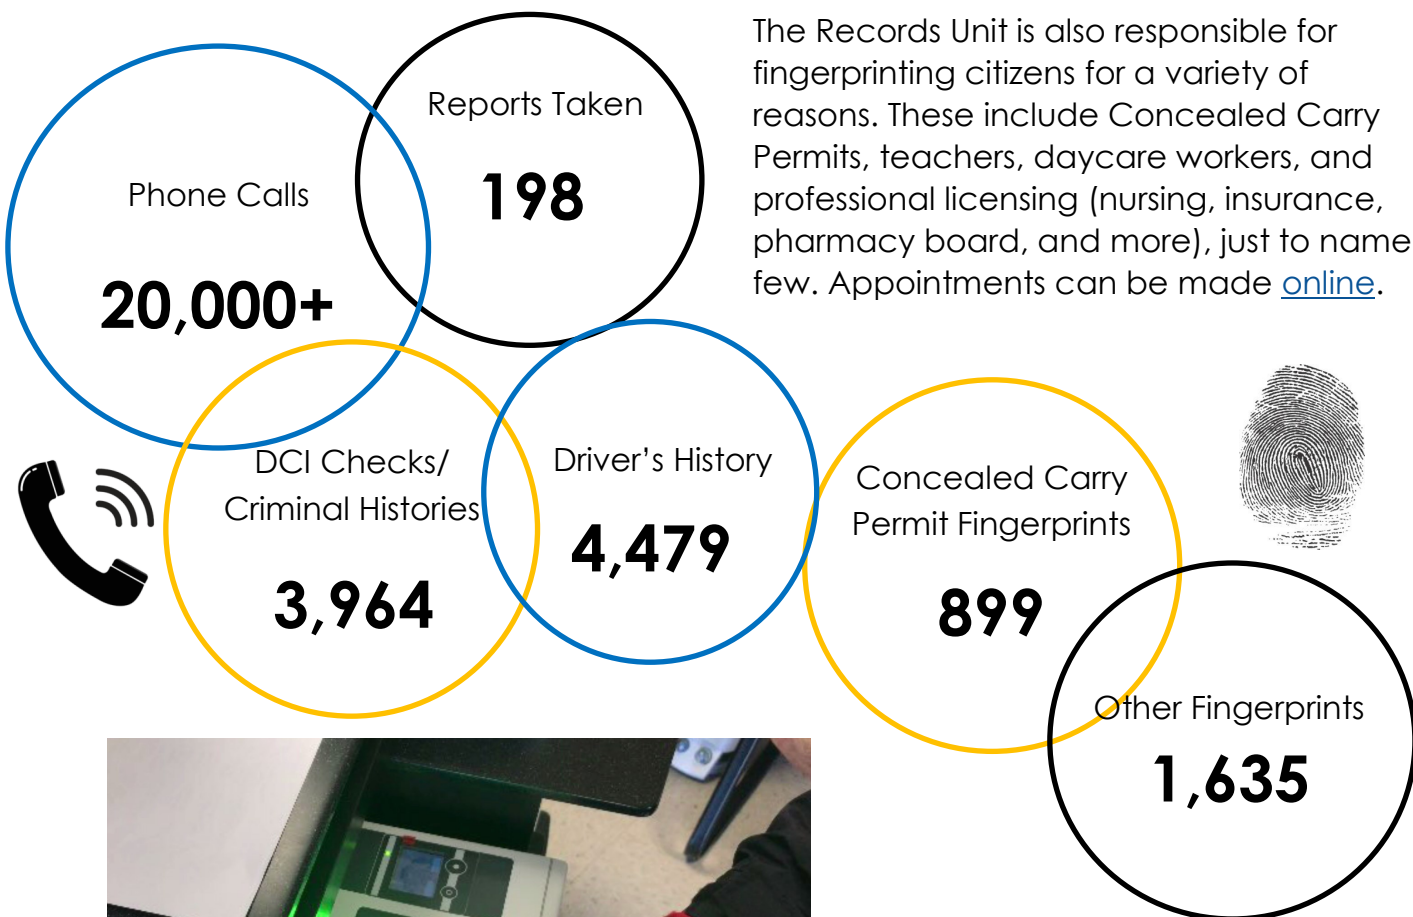 The Records Unit is also responsible for
fingerprinting citizens for a variety of
reasons. These include Concealed Carry
Permits, teachers, daycare workers, and
professional licensing (nursing, insurance,
pharmacy board, and more), just to name
few. Appointments can be made online.
Reports Taken
198
Phone Calls
20,000+
DCI Checks/
Criminal Histories
3,964
Driver’s History
4,479
Concealed Carry
Permit Fingerprints
899
Other Fingerprints
1,635